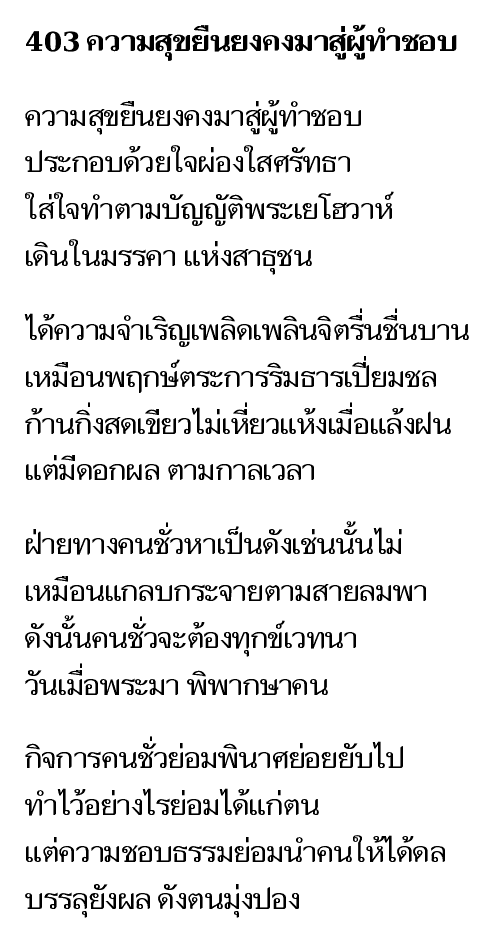 403 ความสุขยืนยงคงมาสู่ผู้ทำชอบ
ความสุขยืนยงคงมาสู่ผู้ทำชอบ
ประกอบด้วยใจผ่องใสศรัทธา
ใส่ใจทำตามบัญญัติพระเยโฮวาห์
เดินในมรรคา แห่งสาธุชน
ได้ความจำเริญเพลิดเพลินจิตรื่นชื่นบาน
เหมือนพฤกษ์ตระการริมธารเปี่ยมชล
ก้านกิ่งสดเขียวไม่เหี่ยวแห้งเมื่อแล้งฝน
แต่มีดอกผล ตามกาลเวลา
ฝ่ายทางคนชั่วหาเป็นดังเช่นนั้นไม่
เหมือนแกลบกระจายตามสายลมพา
ดังนั้นคนชั่วจะต้องทุกข์เวทนา
วันเมื่อพระมา พิพากษาคน
กิจการคนชั่วย่อมพินาศย่อยยับไป
ทำไว้อย่างไรย่อมได้แก่ตน
แต่ความชอบธรรมย่อมนำคนให้ได้ดล
บรรลุยังผล ดังตนมุ่งปอง